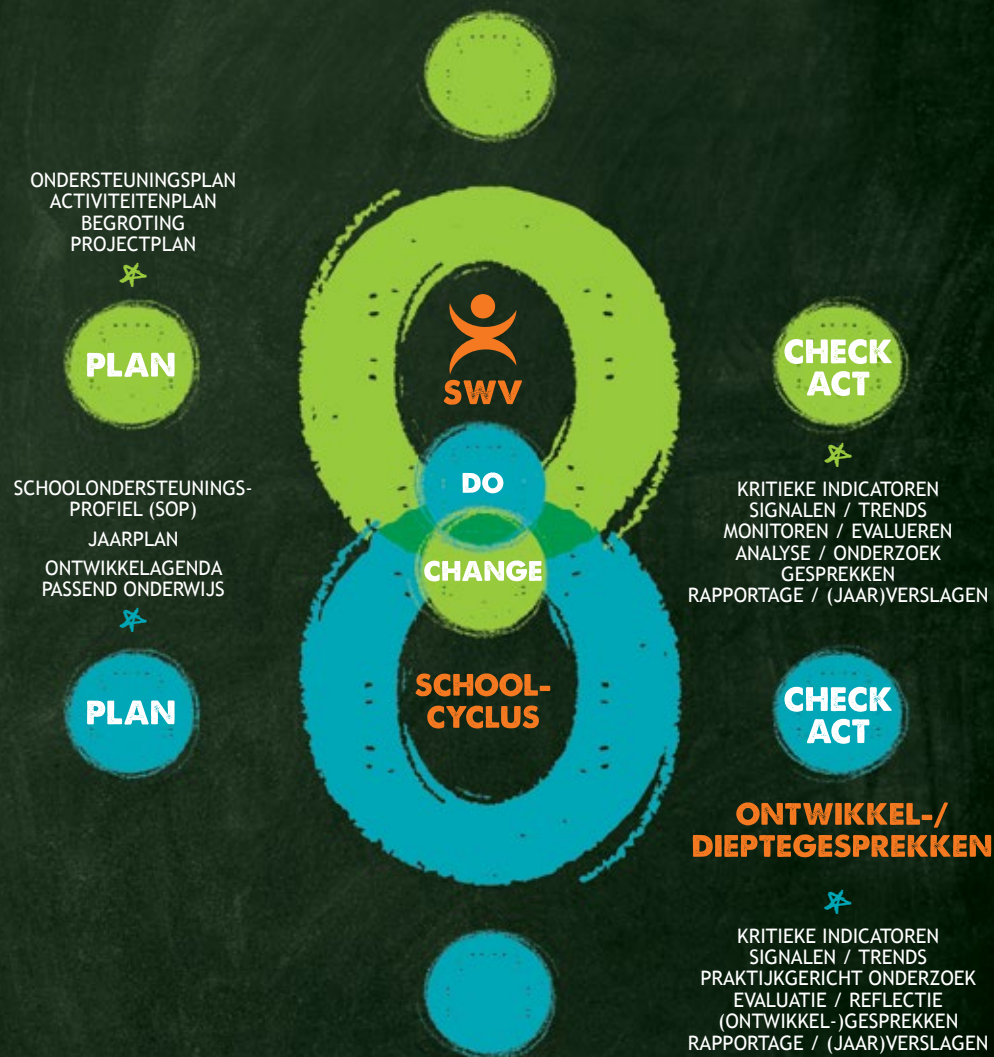 ONDERSTEUNINGSPLAN
ACTIVITEITENPLAN
BEGROTING
PROJECTPLAN
PLAN
SWV
CHECK
ACT
DO
CHANGE
SCHOOLONDERSTEUNINGS-
PROFIEL (SOP)
JAARPLAN
ONTWIKKELAGENDA
PASSEND ONDERWIJS
KRITIEKE INDICATOREN
SIGNALEN / TRENDS
MONITOREN / EVALUEREN
ANALYSE / ONDERZOEK
GESPREKKEN
RAPPORTAGE / (JAAR)VERSLAGEN
PLAN
SCHOOL-
CYCLUS
CHECK
ACT
ONTWIKKEL-/
DIEPTEGESPREKKEN
KRITIEKE INDICATOREN
SIGNALEN / TRENDS
PRAKTIJKGERICHT ONDERZOEK
EVALUATIE / REFLECTIE
(ONTWIKKEL-)GESPREKKEN
RAPPORTAGE / (JAAR)VERSLAGEN